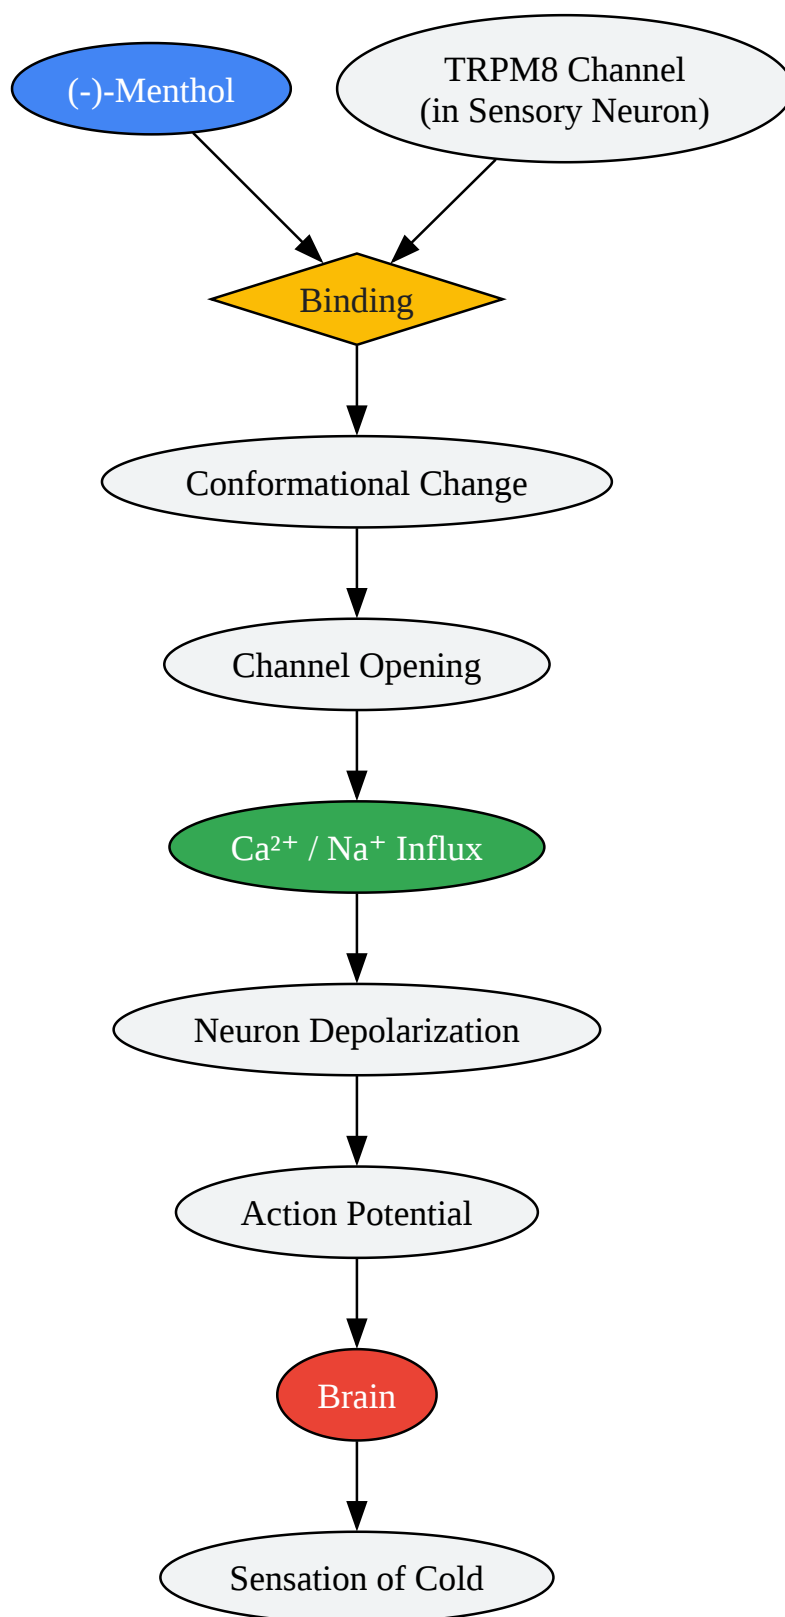 (-)-Menthol
TRPM8 Channel
(in Sensory Neuron)
Binding
Conformational Change
Channel Opening
Ca²⁺ / Na⁺ Influx
Neuron Depolarization
Action Potential
Brain
Sensation of Cold